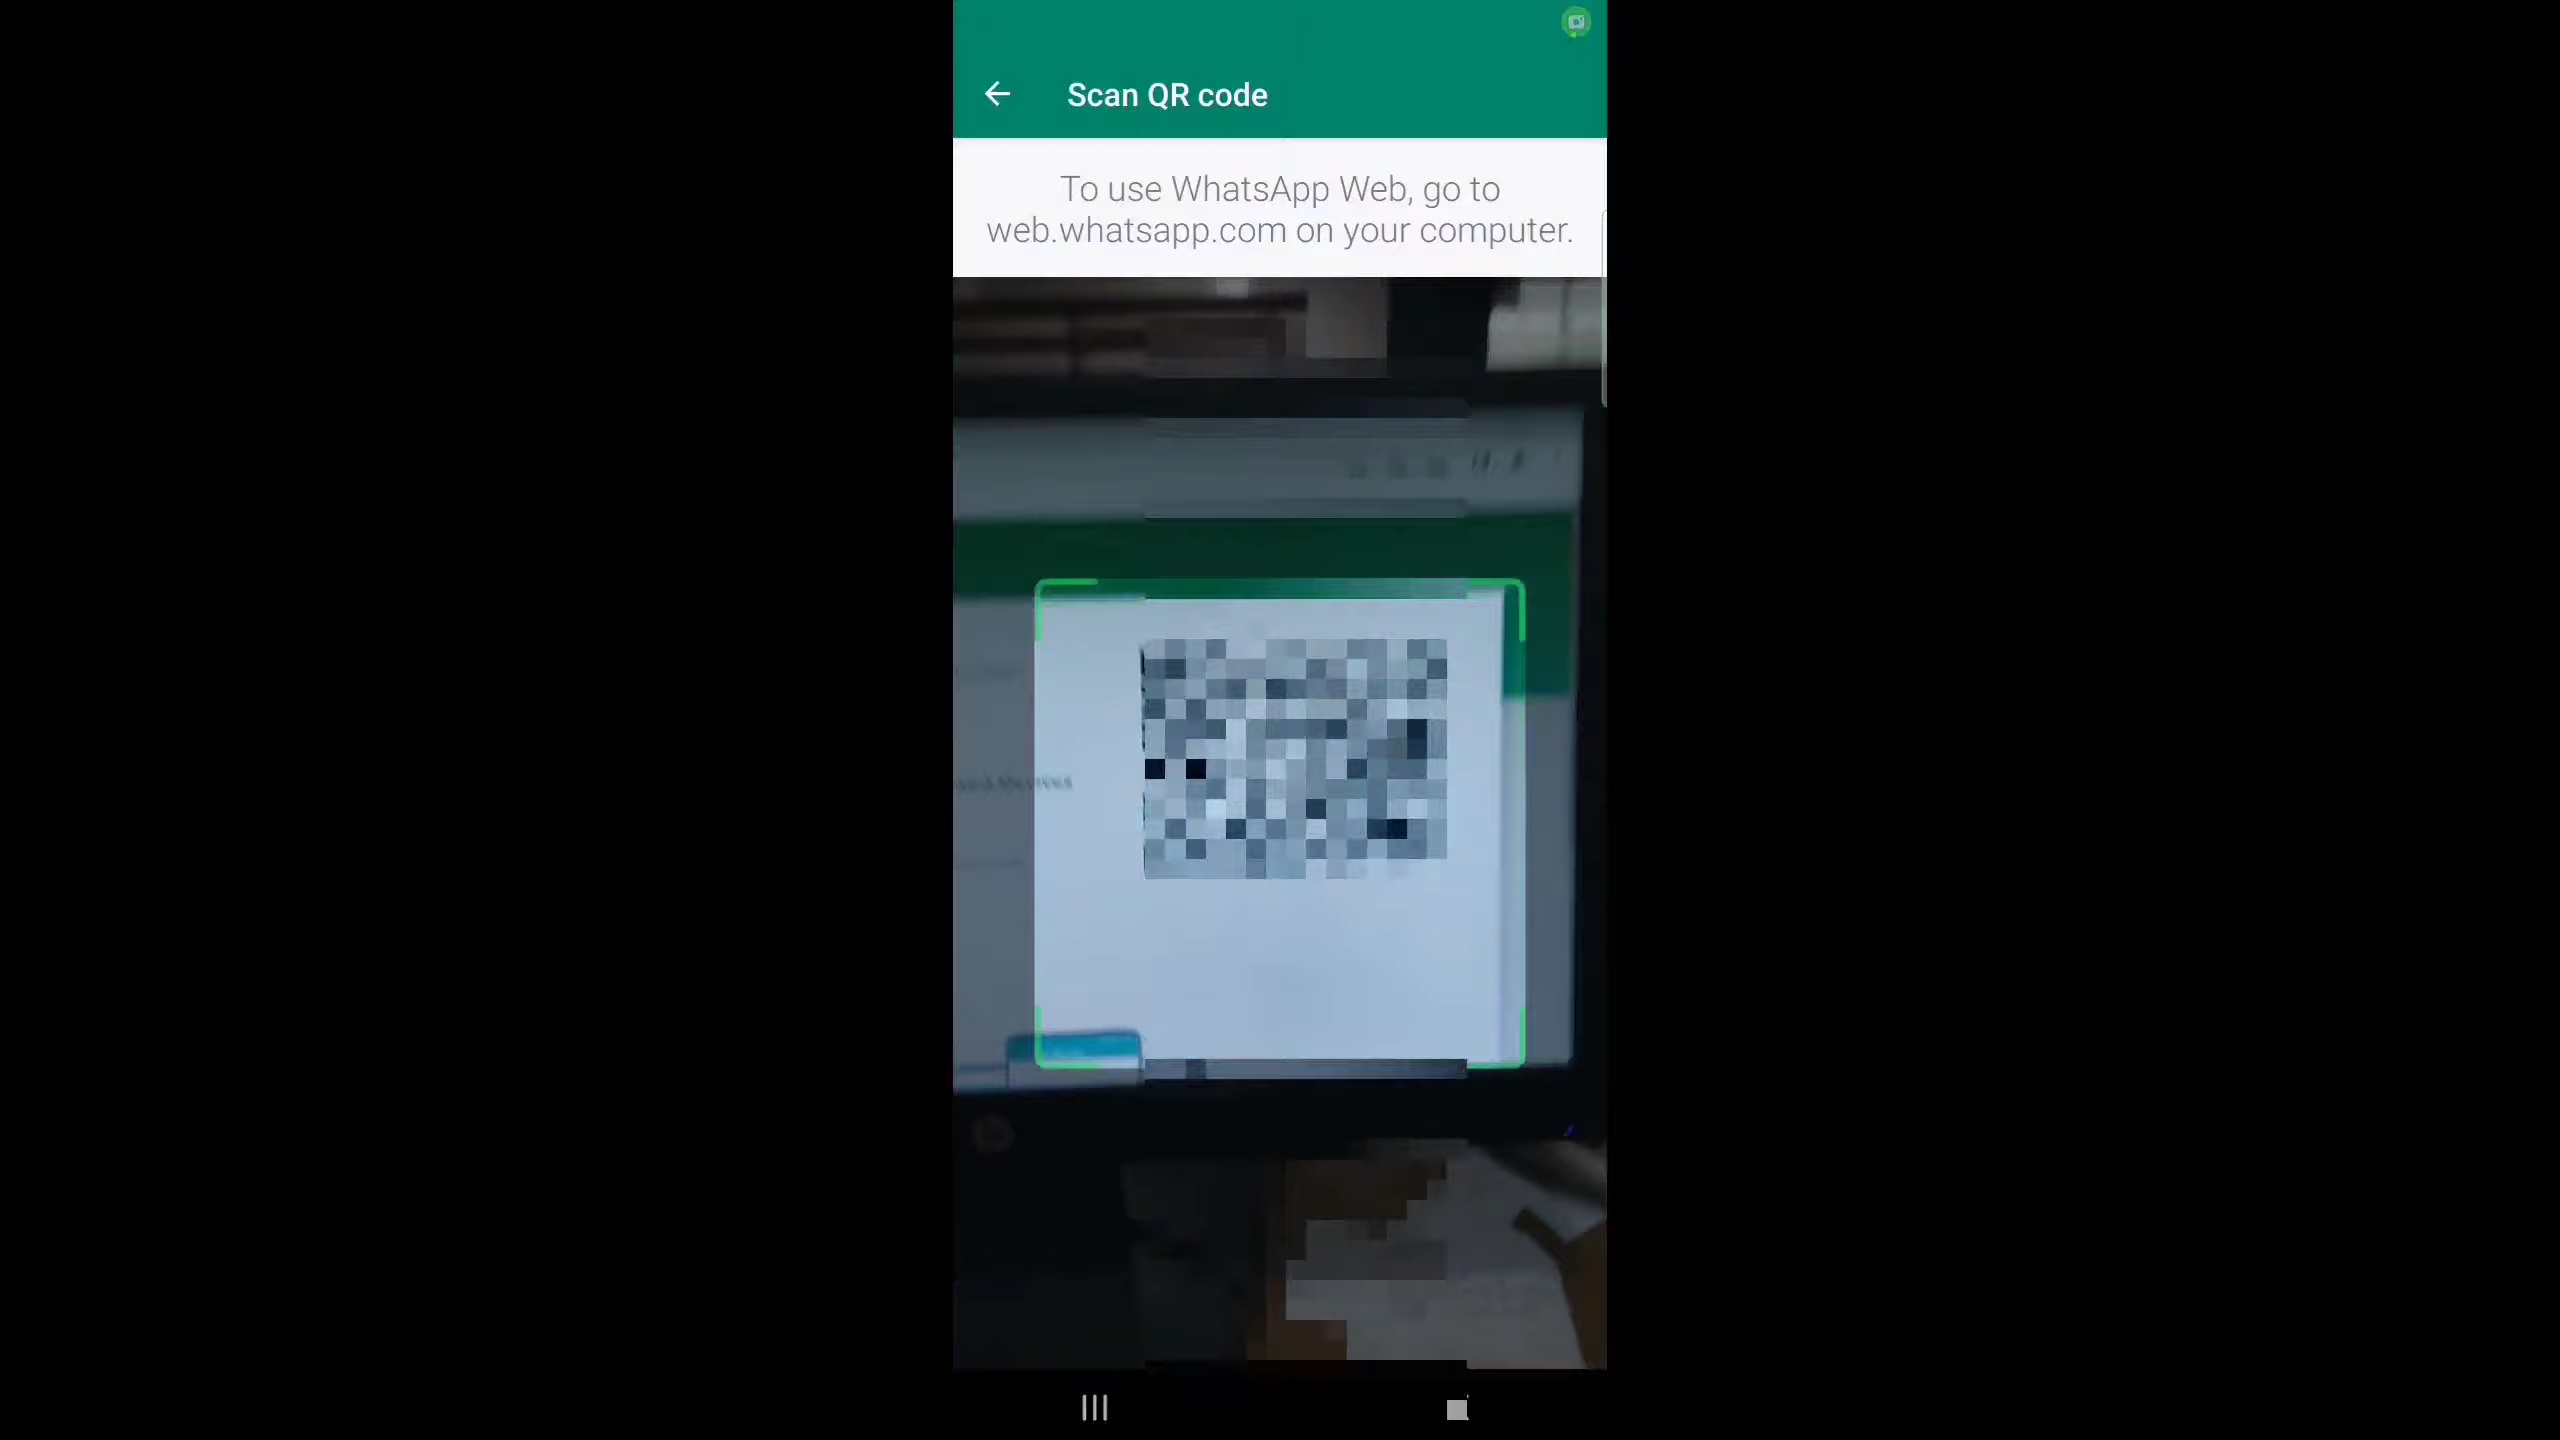 Scan QR code
To use WhatsApp Web, go to
web.whatsapp.com on your computer.